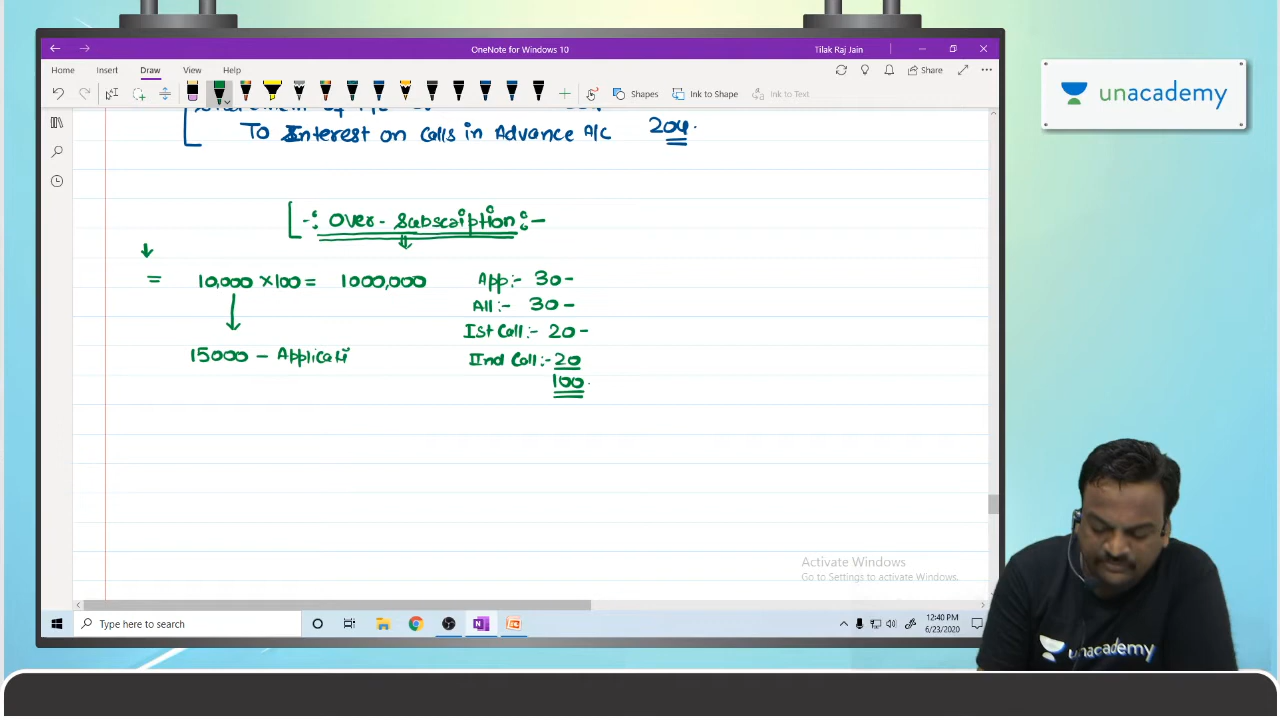 OneNote for Windows 10
Tilak Raj Jain
Home Insert Draw View Help
Share
Shapes Ink to Shape Ink to Text
To Interest on Calls in Advance A/c 204
-: Over-Subscription :-
= 10,000 ×100 = 1000,000
App:- 30-
All:- 30-
Ist Call:- 20-
15000 - Applicati
IInd Call:- 20
100
Activate Windows
Go to Settings to activate Windows.
Type here to search
12:40 PM
6/23/2020
unacademy
unacademy